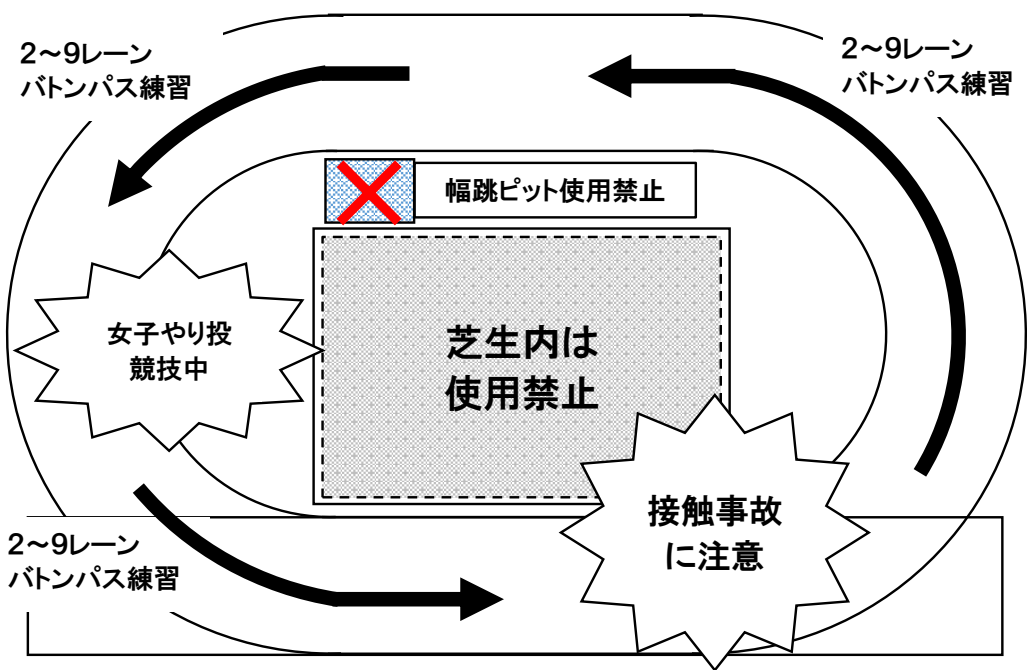 2～9レーン
バトンパス練習
2～9レーン
バトンパス練習
幅跳ピット使用禁止
女子やり投
競技中
芝生内は
使用禁止
接触事故
に注意
2～9レーン
バトンパス練習